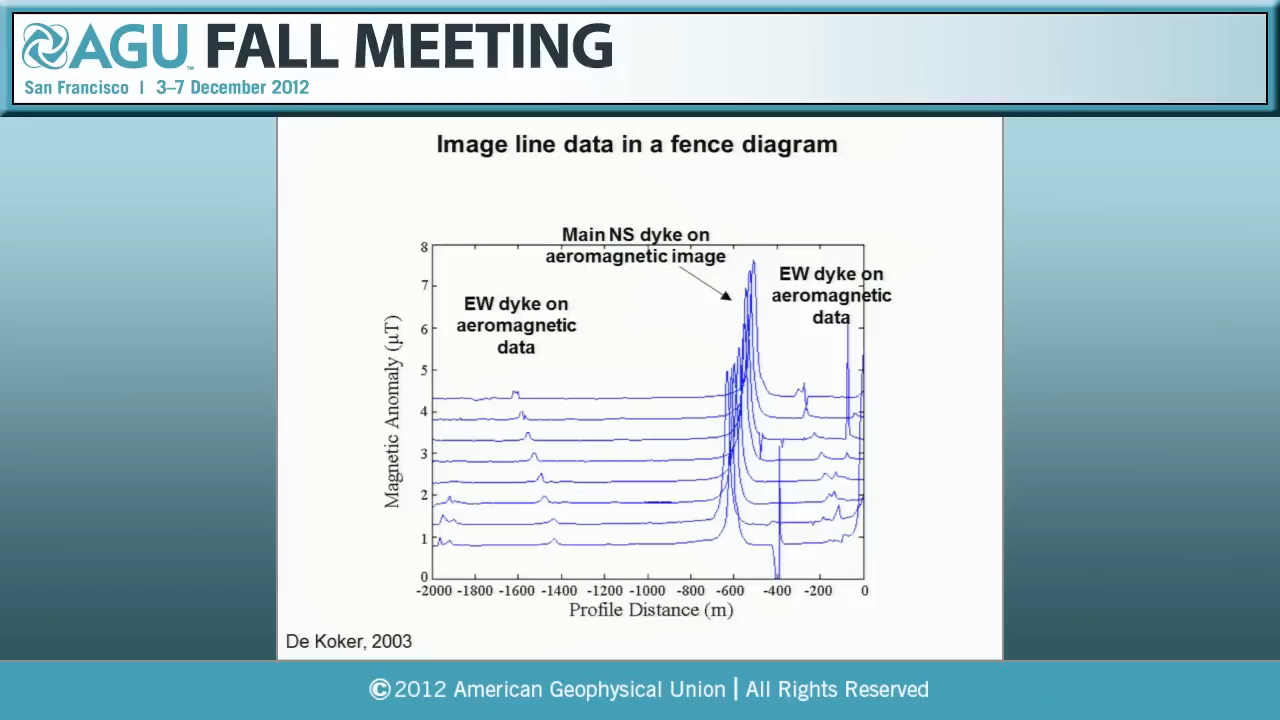 AGU™ FALL MEETING
San Francisco | 3–7 December 2012
Image line data in a fence diagram
Main NS dyke on
aeromagnetic image
EW dyke on
aeromagnetic
data
EW dyke on
aeromagnetic
data
Magnetic Anomaly (µT)
8
7
6
5
4
3
2
1
0
-2000 -1800 -1600 -1400 -1200 -1000 -800 -600 -400 -200 0
Profile Distance (m)
De Koker, 2003
©2012 American Geophysical Union | All Rights Reserved